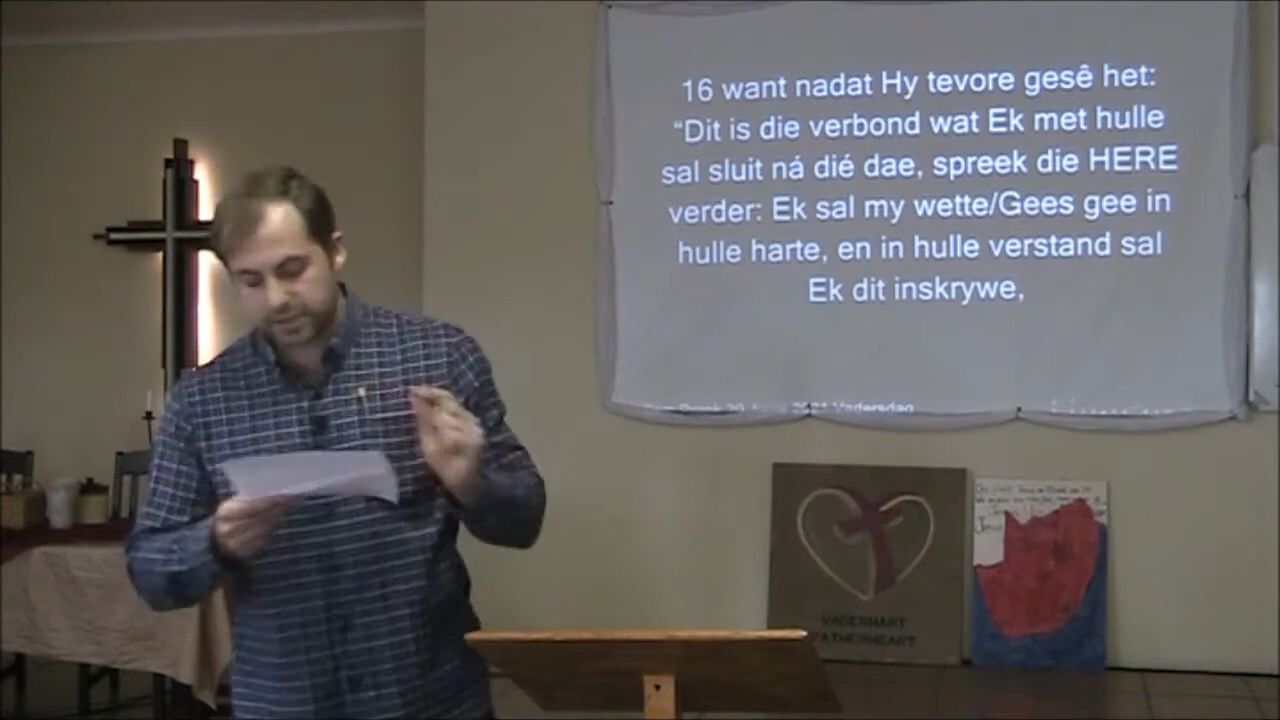 16 want nadat Hy tevore gesê het:
“Dit is die verbond wat Ek met hulle
sal sluit ná dié dae, spreek die HERE
verder: Ek sal my wette/Gees gee in
hulle harte, en in hulle verstand sal
Ek dit inskrywe,
2021 Vadersdag
VADERHART
FATHERHEART